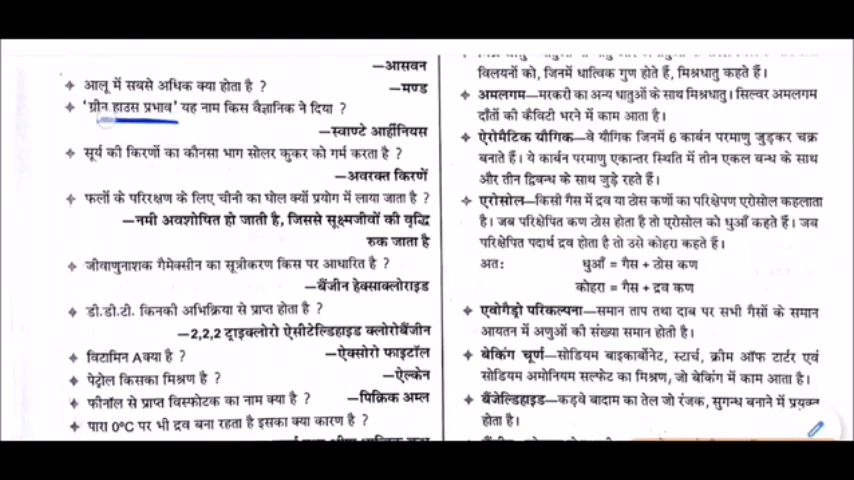 —आसवन
✦ आलू में सबसे अधिक क्या होता है ?
—मण्ड
✦ 'ग्रीन हाउस प्रभाव' यह नाम किस वैज्ञानिक ने दिया ?
—स्वाण्टे आर्हीनियस
✦ सूर्य की किरणों का कौनसा भाग सोलर कुकर को गर्म करता है ?
—अवरक्त किरणें
✦ फलों के परिरक्षण के लिए चीनी का घोल क्यों प्रयोग में लाया जाता है ?
—नमी अवशोषित हो जाती है, जिससे सूक्ष्मजीवों की वृद्धि
रुक जाता है
✦ जीवाणुनाशक गैमेक्सीन का सूत्रीकरण किस पर आधारित है ?
—बैंजीन हेक्साक्लोराइड
✦ डी.डी.टी. किनकी अभिक्रिया से प्राप्त होता है ?
—2,2,2 ट्राइक्लोरो ऐसीटेल्डिहाइड क्लोरोबैंजीन
✦ विटामिन A क्या है ? —ऐक्सोरो फाइटॉल
✦ पेट्रोल किसका मिश्रण है ? —ऐल्केन
✦ फीनॉल से प्राप्त विस्फोटक का नाम क्या है ? —पिक्रिक अम्ल
✦ पारा 0°C पर भी द्रव बना रहता है इसका क्या कारण है ?
विलयनों को, जिनमें धात्विक गुण होते हैं, मिश्रधातु कहते हैं।
✦ अमलगम—मरकरी का अन्य धातुओं के साथ मिश्रधातु। सिल्वर अमलगम
दाँतों को कैविटी भरने में काम आता है।
✦ ऐरोमैटिक यौगिक—वे यौगिक जिनमें 6 कार्बन परमाणु जुड़कर चक्र
बनाते हैं। ये कार्बन परमाणु एकान्तर स्थिति में तीन एकल बन्ध के साथ
और तीन द्विबन्ध के साथ जुड़े रहते हैं।
✦ एरोसोल—किसी गैस में द्रव या ठोस कणों का परिक्षेपण एरोसोल कहलाता
है। जब परिक्षेपित कण ठोस होता है तो एरोसोल को धुआँ कहते हैं। जब
परिक्षेपित पदार्थ द्रव होता है तो उसे कोहरा कहते हैं।
अत: धुआँ = गैस + ठोस कण
कोहरा = गैस + द्रव कण
✦ एवोगैड्रो परिकल्पना—समान ताप तथा दाब पर सभी गैसों के समान
आयतन में अणुओं की संख्या समान होती है।
✦ बेकिंग चूर्ण—सोडियम बाइकार्बोनेट, स्टार्च, क्रीम ऑफ टार्टर एवं
सोडियम अमोनियम सल्फेट का मिश्रण, जो बेकिंग में काम आता है।
✦ बैंजेल्डिहाइड—कड़वे बादाम का तेल जो रंजक, सुगन्ध बनाने में प्रयुक्त
होता है।